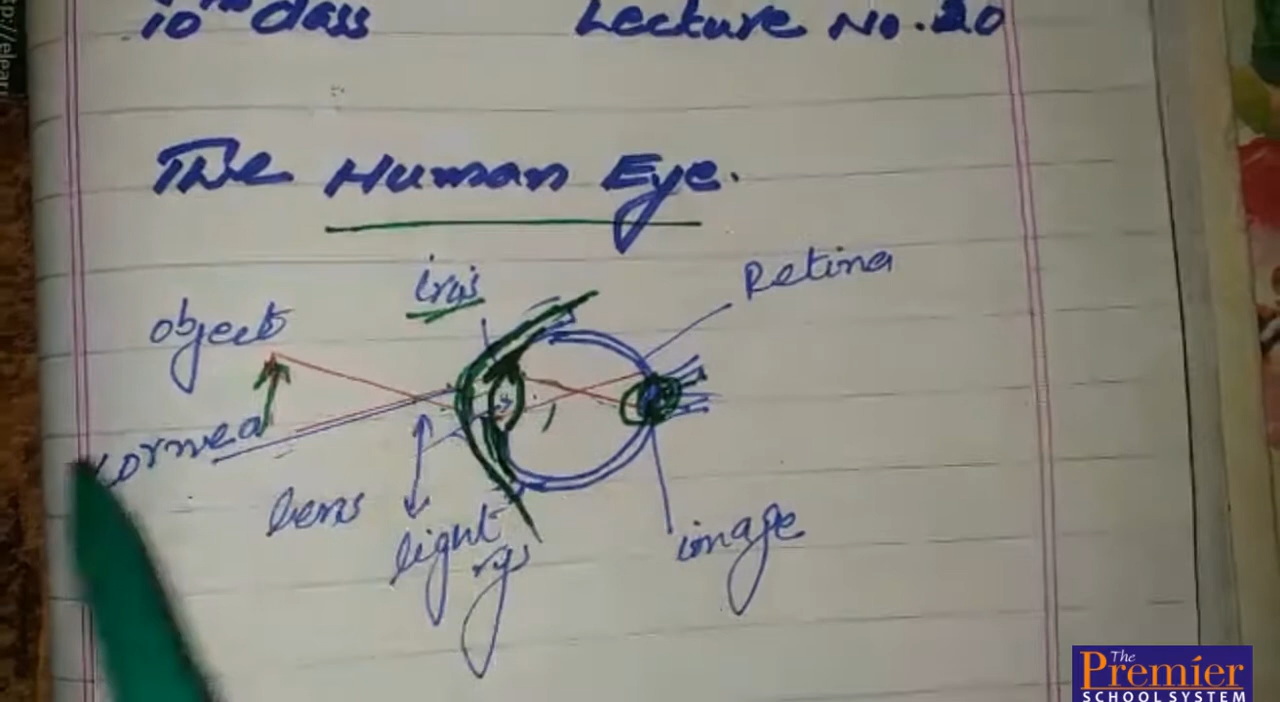 10th class Lecture No. 20
The Human Eye.
iris
Retina
object
cornea
lens
light
rys
image
The
Premier
SCHOOL SYSTEM